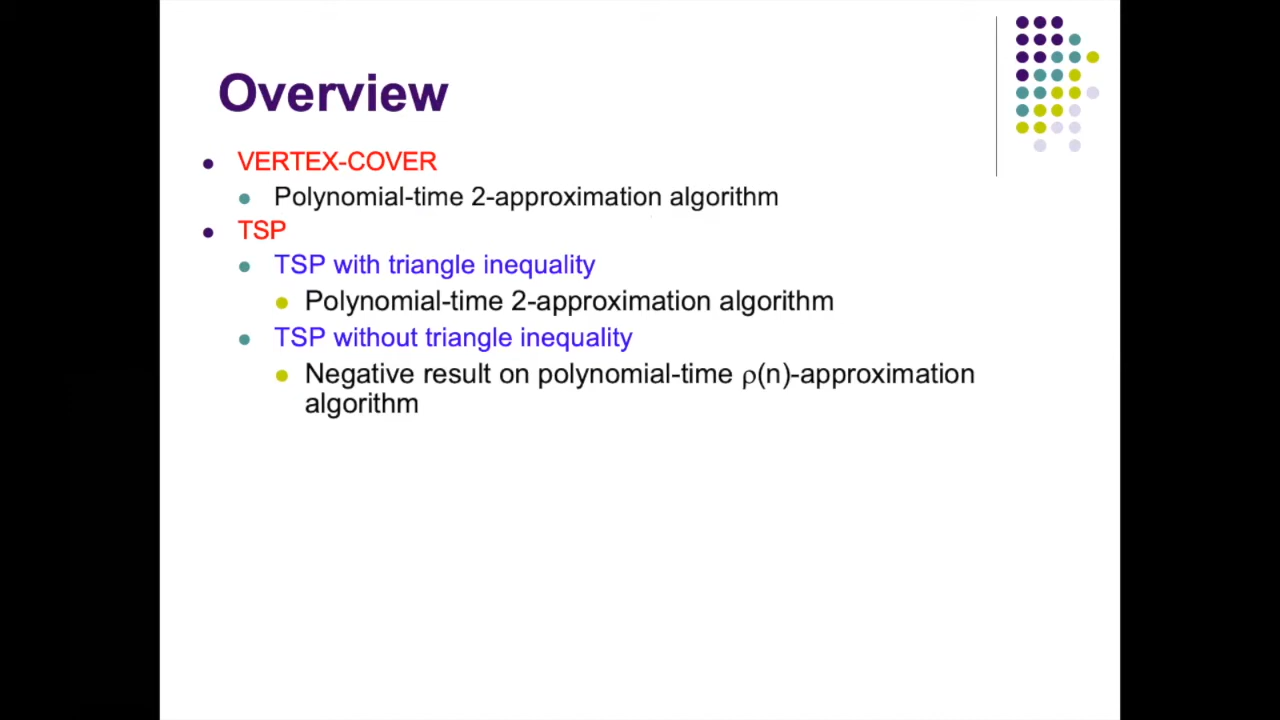 Overview
VERTEX-COVER
Polynomial-time 2-approximation algorithm
TSP
TSP with triangle inequality
Polynomial-time 2-approximation algorithm
TSP without triangle inequality
Negative result on polynomial-time ρ(n)-approximation
algorithm